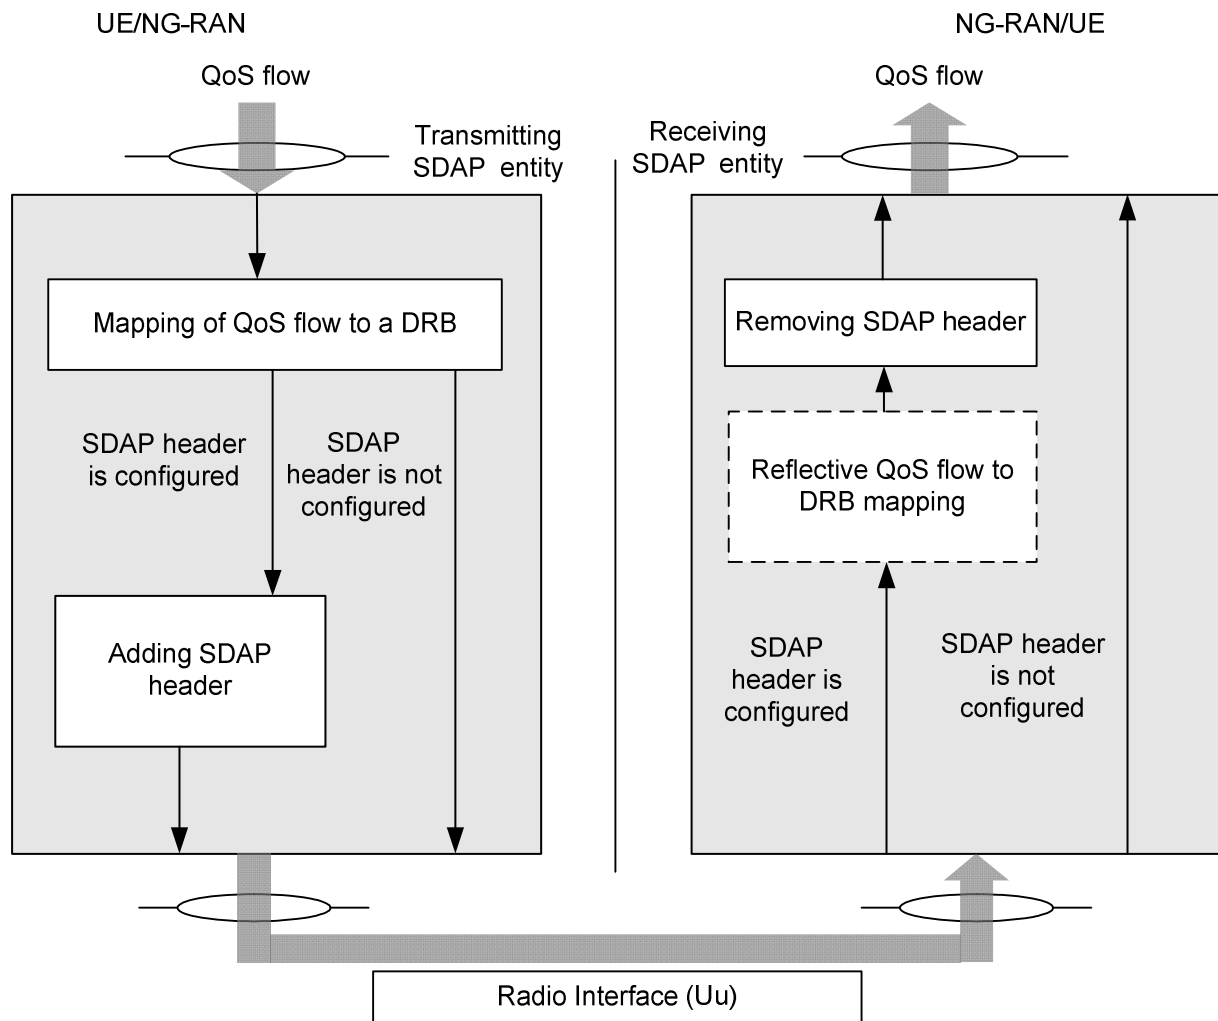 UE/NG-RAN
NG-RAN/UE
QoS flow
QoS flow
Transmitting
SDAP entity
Receiving
SDAP entity
Mapping of QoS flow to a DRB
SDAP header
is configured
SDAP
header is not
configured
Adding SDAP
header
Removing SDAP header
Reflective QoS flow to
DRB mapping
SDAP
header is
configured
SDAP header
is not
configured
Radio Interface (Uu)